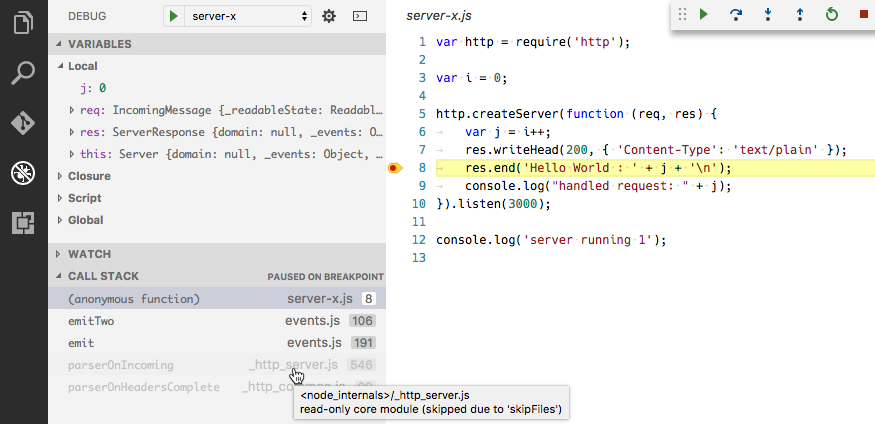 DEBUG
server-x
VARIABLES
Local
j: 0
req: IncomingMessage {_readableState: Readabl…
res: ServerResponse {domain: null, _events: O…
this: Server {domain: null, _events: Object, …
Closure
Script
Global
WATCH
CALL STACK PAUSED ON BREAKPOINT
(anonymous function) server-x.js 8
emitTwo events.js 106
emit events.js 191
parserOnIncoming _http_server.js 546
parserOnHeadersComplete
<node_internals>/_http_server.js
read-only core module (skipped due to 'skipFiles')
server-x.js
1 var http = require('http');
2
3 var i = 0;
4
5 http.createServer(function (req, res) {
6 var j = i++;
7 res.writeHead(200, { 'Content-Type': 'text/plain' });
8 res.end('Hello World : ' + j + '\n');
9 console.log("handled request: " + j);
10 }).listen(3000);
11
12 console.log('server running 1');
13